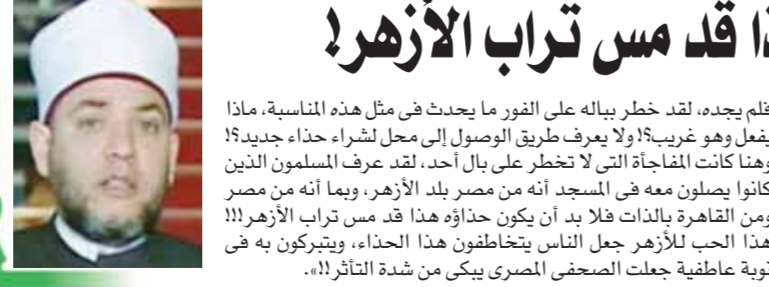 ذا قد مس تراب الأزهر!
فلم يجده، لقد خطر بباله على الفور ما يحدث فى مثل هذه المناسبة، ماذا
يفعل وهو غريب؟! ولا يعرف طريق الوصول إلى محل لشراء حذاء جديد؟!
وهنا كانت المفاجأة التى لا تخطر على بال أحد، لقد عرف المسلمون الذين
كانوا يصلون معه فى المسجد أنه من مصر بلد الأزهر، وبما أنه من مصر
ومن القاهرة بالذات فلا بد أن يكون حذاؤه هذا قد مس تراب الأزهر!!!
هذا الحب للأزهر جعل الناس يتخاطفون هذا الحذاء، ويتبركون به فى
نوبة عاطفية جعلت الصحفى المصرى يبكى من شدة التأثر!!».